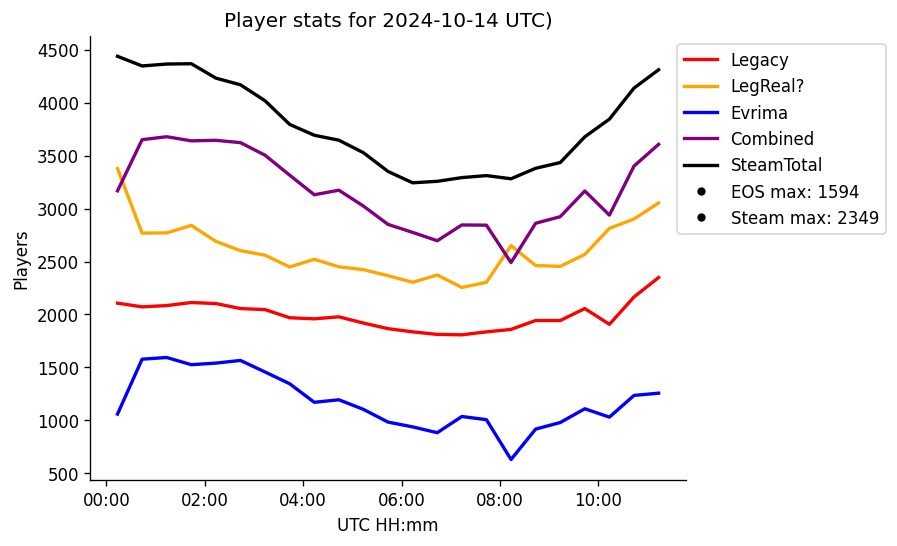 Player stats for 2024-10-14 UTC)
4500
4000
3500
3000
2500
2000
1500
1000
500
Players
00:00
02:00
04:00
06:00
08:00
10:00
UTC HH:mm
Legacy
LegReal?
Evrima
Combined
SteamTotal
EOS max: 1594
Steam max: 2349